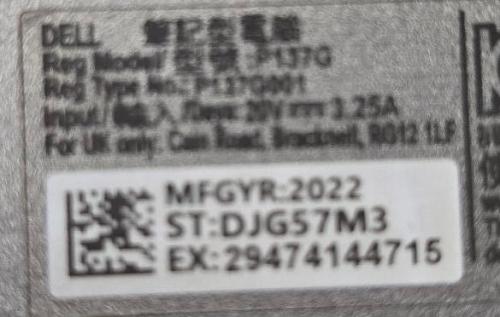 DELL 筆記型電腦
Reg Model/ 型號 :P137G
Reg Type No.: P137G001
Input/輸入 20V 3.25A
For UK only: Cain Road, Bracknell, RG12 1LF
MFGYR:2022
ST:DJG57M3
EX:29474144715